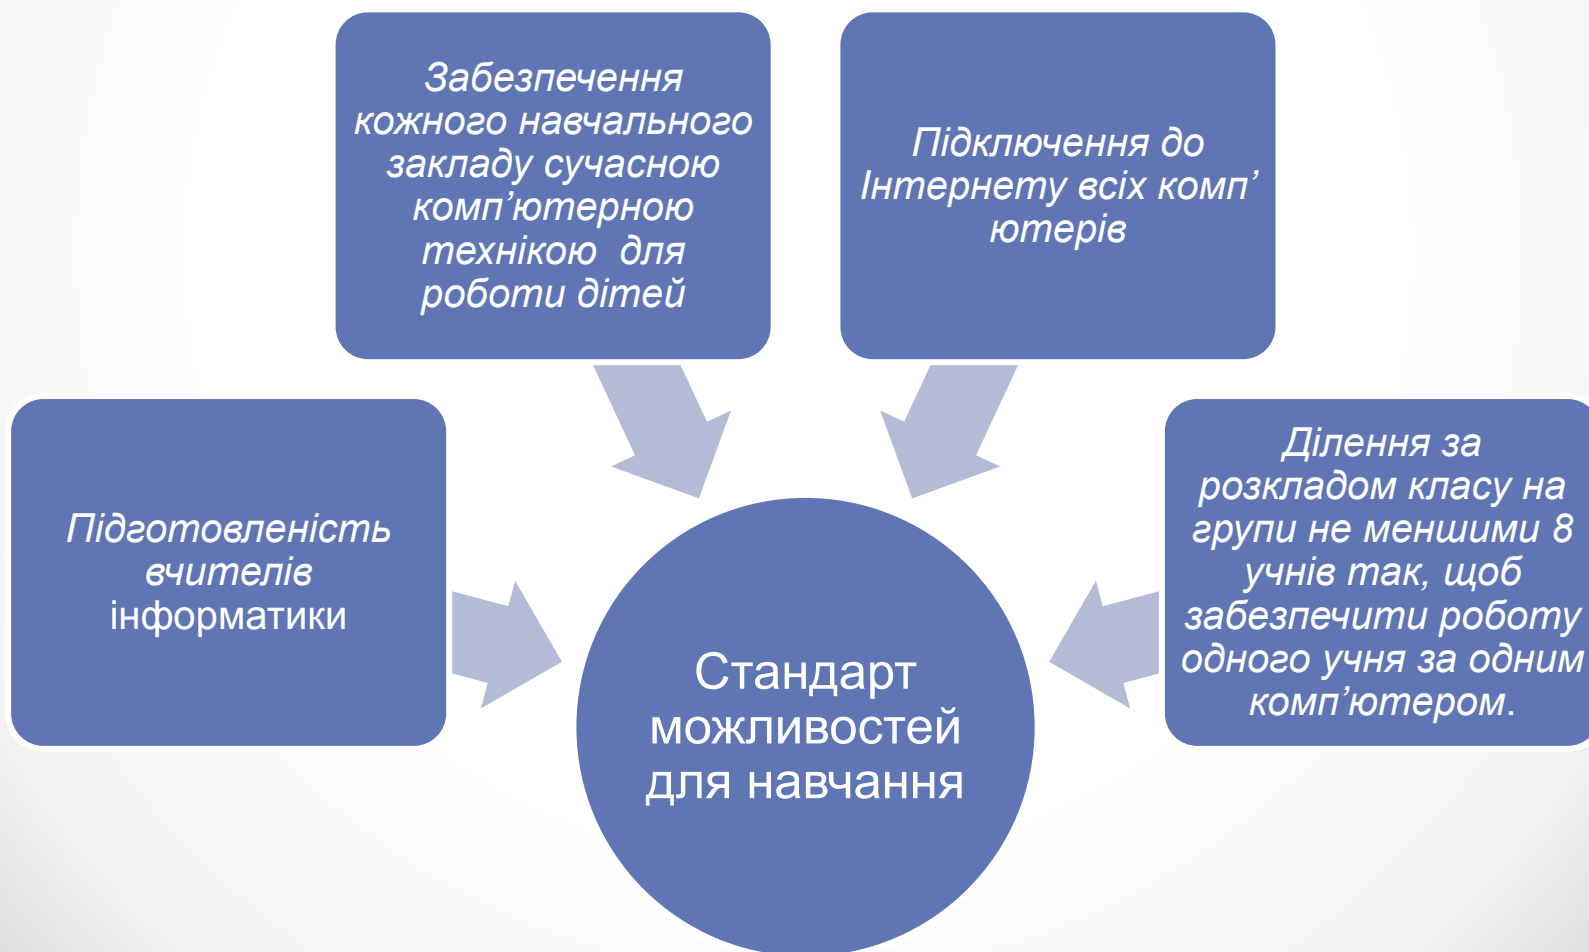 Забезпечення
кожного навчального
закладу сучасною
комп’ютерною
технікою  для
роботи дітей
Підключення до
Інтернету всіх комп’
ютерів
Підготовленість
вчителів
інформатики
Ділення за
розкладом класу на
групи не меншими 8
учнів так, щоб
забезпечити роботу
одного учня за одним
комп’ютером.
Стандарт
можливостей
для навчання